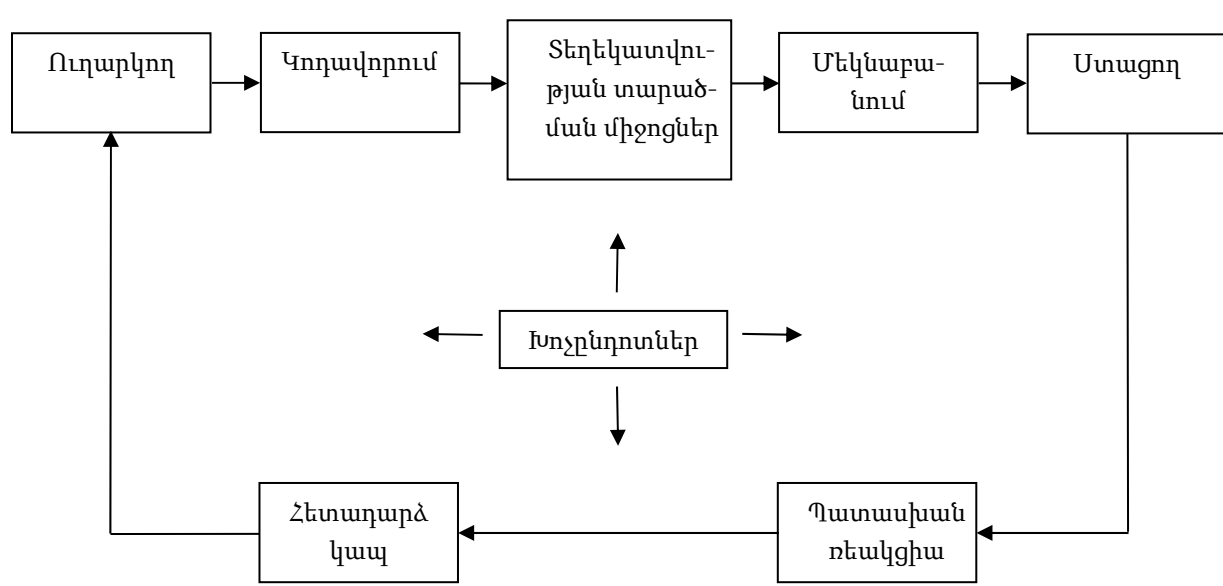 Ուղարկող
Կոդավորում
Տեղեկատվու-
թյան տարած-
ման միջոցներ
Մեկնաբա-
նում
Ստացող
Խոչընդոտներ
Հետադարձ
կապ
Պատասխան
ռեակցիա